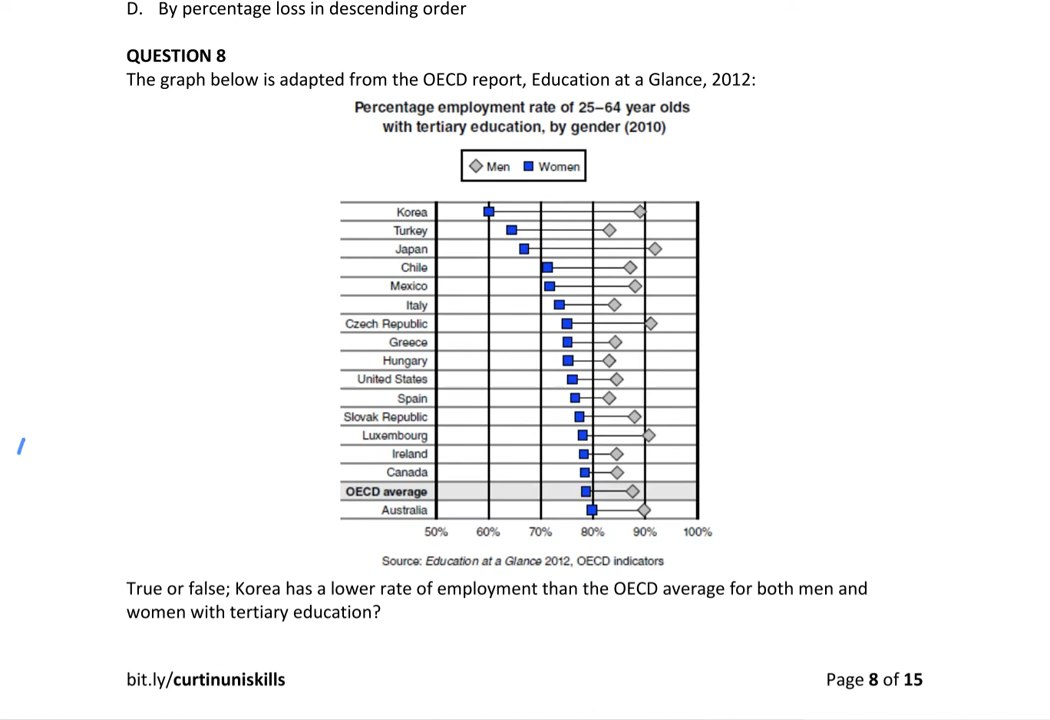 D. By percentage loss in descending order
QUESTION 8
The graph below is adapted from the OECD report, Education at a Glance, 2012:
Percentage employment rate of 25–64 year olds
with tertiary education, by gender (2010)
Men Women
Korea
Turkey
Japan
Chile
Mexico
Italy
Czech Republic
Greece
Hungary
United States
Spain
Slovak Republic
Luxembourg
Ireland
Canada
OECD average
Australia
50% 60% 70% 80% 90% 100%
Source: Education at a Glance 2012, OECD indicators
True or false; Korea has a lower rate of employment than the OECD average for both men and
women with tertiary education?
bit.ly/curtinuniskills Page 8 of 15